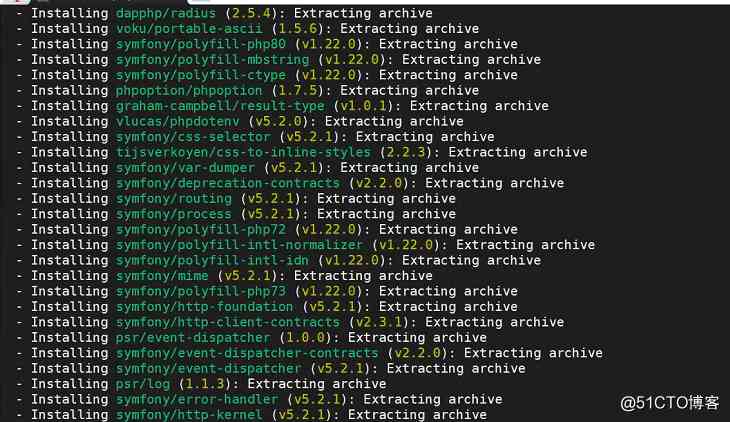 - Installing dapphp/radius (2.5.4): Extracting archive
- Installing voku/portable-ascii (1.5.6): Extracting archive
- Installing symfony/polyfill-php80 (v1.22.0): Extracting archive
- Installing symfony/polyfill-mbstring (v1.22.0): Extracting archive
- Installing symfony/polyfill-ctype (v1.22.0): Extracting archive
- Installing phpoption/phpoption (1.7.5): Extracting archive
- Installing graham-campbell/result-type (v1.0.1): Extracting archive
- Installing vlucas/phpdotenv (v5.2.0): Extracting archive
- Installing symfony/css-selector (v5.2.1): Extracting archive
- Installing tijsverkoyen/css-to-inline-styles (2.2.3): Extracting archive
- Installing symfony/var-dumper (v5.2.1): Extracting archive
- Installing symfony/deprecation-contracts (v2.2.0): Extracting archive
- Installing symfony/routing (v5.2.1): Extracting archive
- Installing symfony/process (v5.2.1): Extracting archive
- Installing symfony/polyfill-php72 (v1.22.0): Extracting archive
- Installing symfony/polyfill-intl-normalizer (v1.22.0): Extracting archive
- Installing symfony/polyfill-intl-idn (v1.22.0): Extracting archive
- Installing symfony/mime (v5.2.1): Extracting archive
- Installing symfony/polyfill-php73 (v1.22.0): Extracting archive
- Installing symfony/http-foundation (v5.2.1): Extracting archive
- Installing symfony/http-client-contracts (v2.3.1): Extracting archive
- Installing psr/event-dispatcher (1.0.0): Extracting archive
- Installing symfony/event-dispatcher-contracts (v2.2.0): Extracting archive
- Installing symfony/event-dispatcher (v5.2.1): Extracting archive
- Installing psr/log (1.1.3): Extracting archive
- Installing symfony/error-handler (v5.2.1): Extracting archive
- Installing symfony/http-kernel (v5.2.1): Extracting archive
@51CTO博客